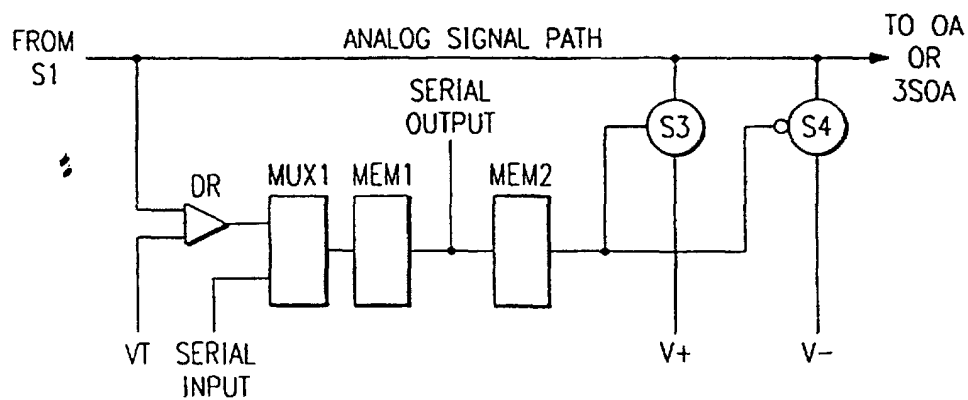 FROM
S1
ANALOG SIGNAL PATH
TO OA
OR
3SOA
SERIAL
OUTPUT
S3
S4
DR
MUX1
MEM1
MEM2
VT
SERIAL
INPUT
V+
V-